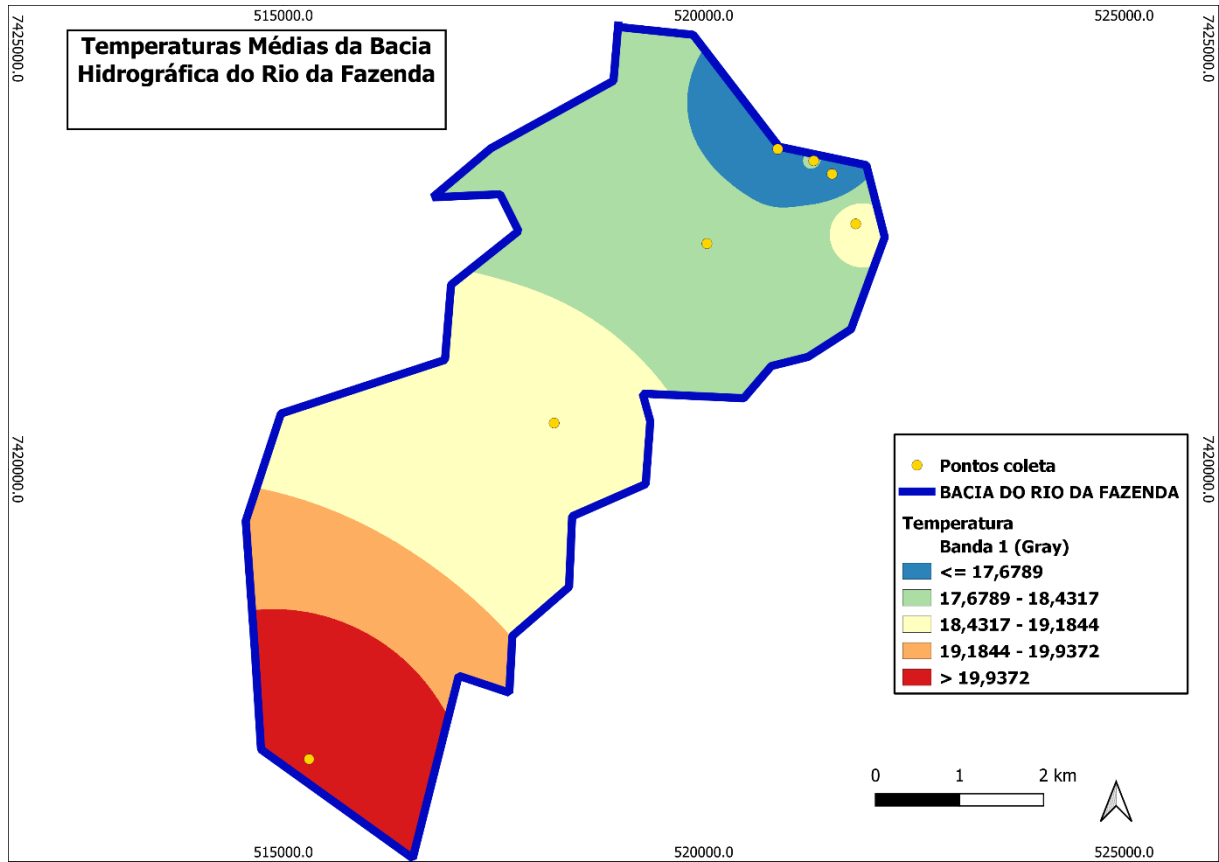 515000.0
520000.0
525000.0
7425000.0
7425000.0
Temperaturas Médias da Bacia
Hidrográfica do Rio da Fazenda
7420000.0
7420000.0
Pontos coleta
BACIA DO RIO DA FAZENDA
Temperatura
Banda 1 (Gray)
<= 17,6789
17,6789 - 18,4317
18,4317 - 19,1844
19,1844 - 19,9372
> 19,9372
0 1 2 km
515000.0
520000.0
525000.0